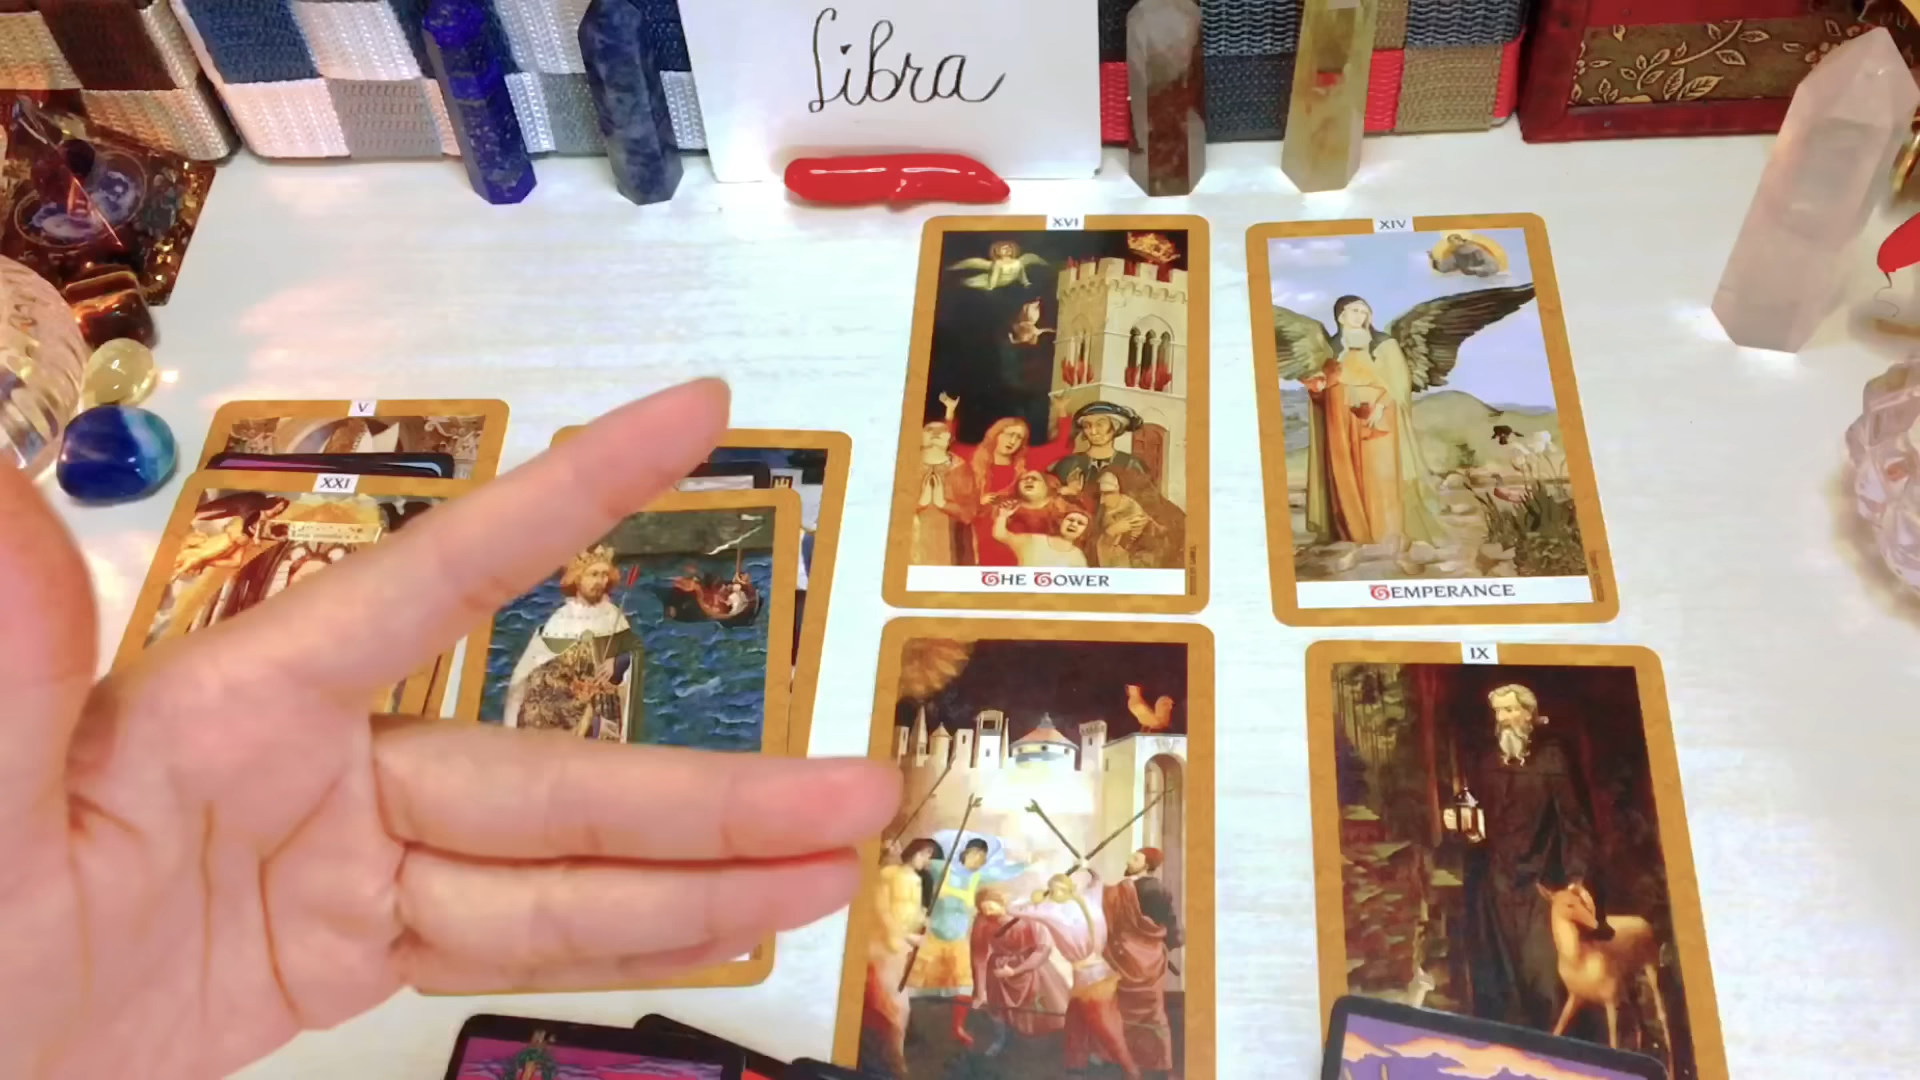 Libra
XVI
XIV
V
XXI
THE TOWER
TEMPERANCE
IX